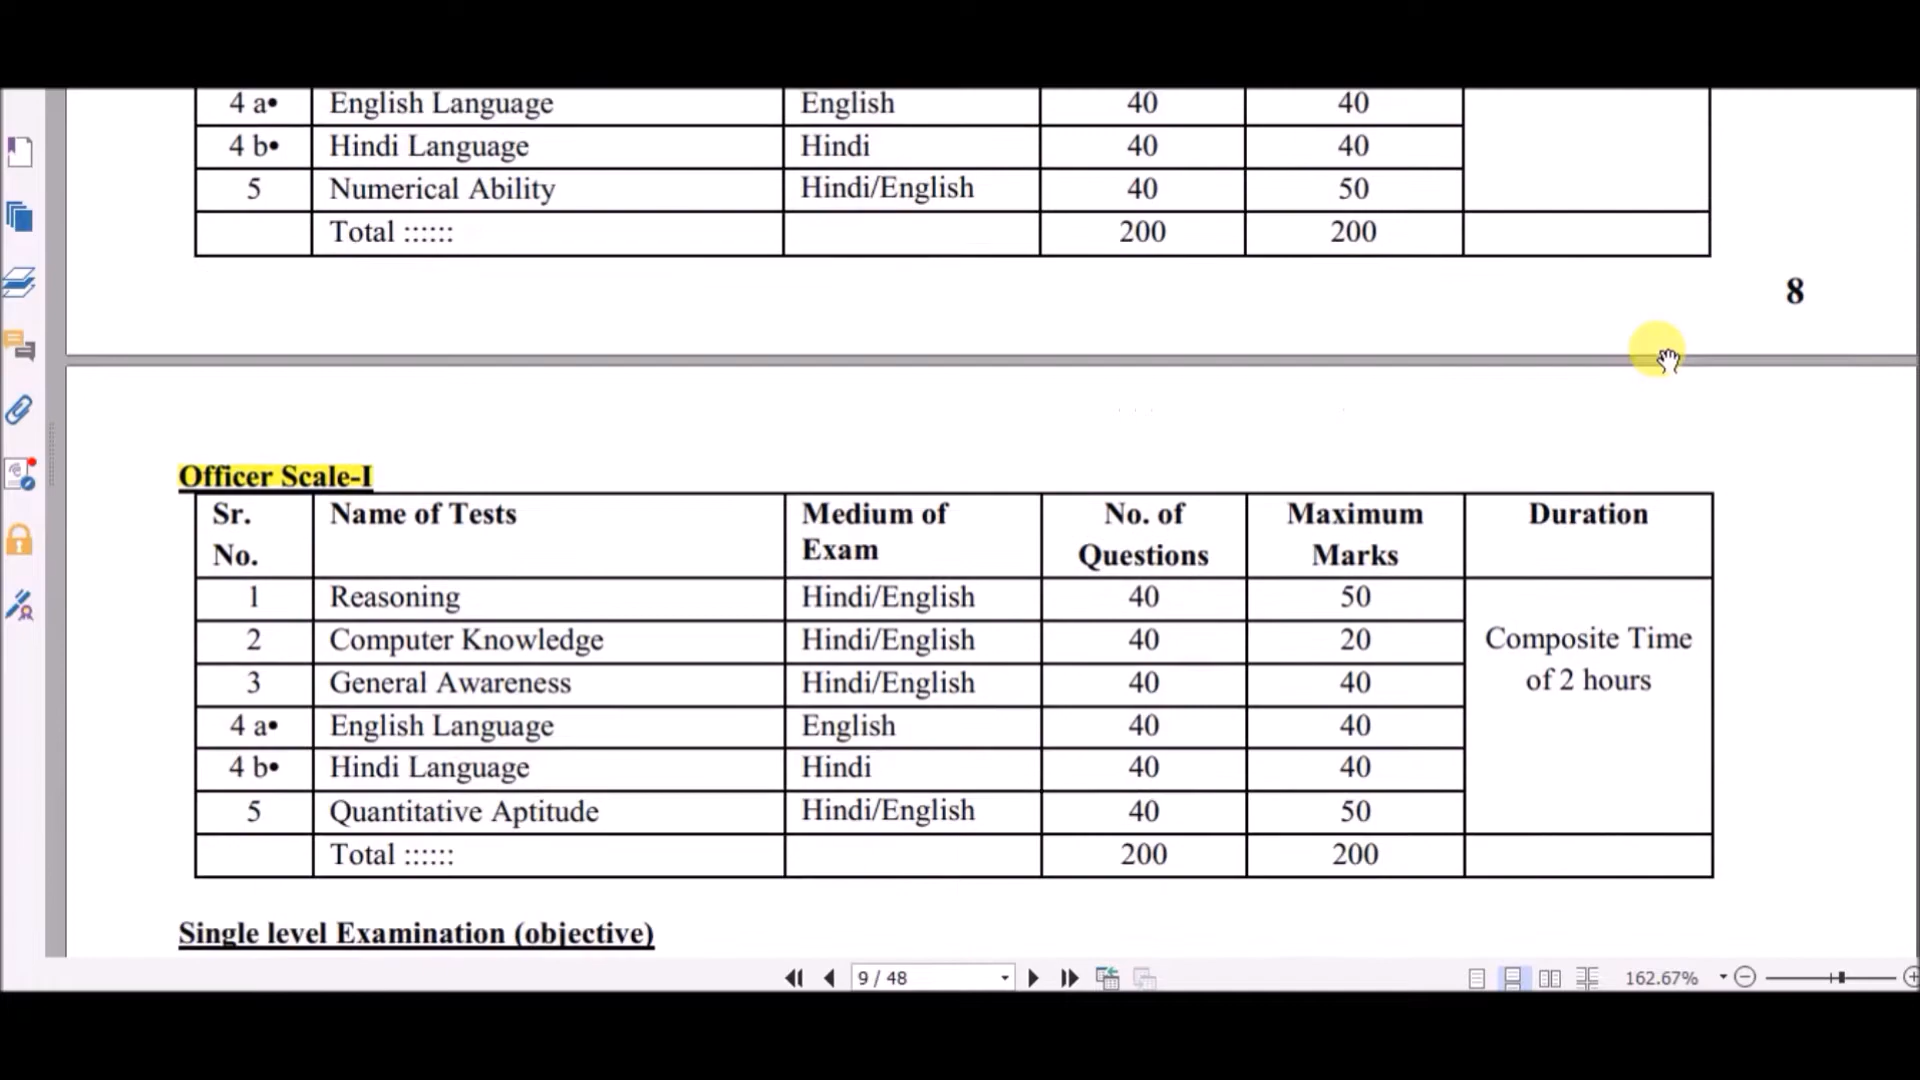 4 a• English Language English 40 40
4 b• Hindi Language Hindi 40 40
5 Numerical Ability Hindi/English 40 50
Total :::::: 200 200
8
Officer Scale-I
Sr. No. Name of Tests Medium of Exam No. of Questions Maximum Marks Duration
1 Reasoning Hindi/English 40 50 Composite Time of 2 hours
2 Computer Knowledge Hindi/English 40 20
3 General Awareness Hindi/English 40 40
4 a• English Language English 40 40
4 b• Hindi Language Hindi 40 40
5 Quantitative Aptitude Hindi/English 40 50
Total :::::: 200 200
Single level Examination (objective)
9 / 48
162.67%